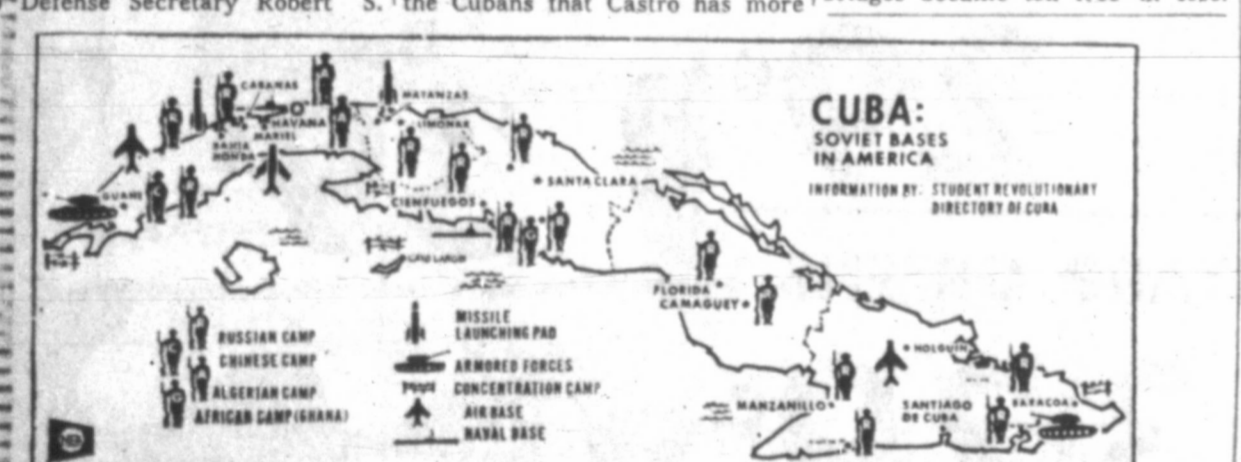 Defense Secretary Robert S.
the Cubans that Castro has more
CUBA:
SOVIET BASES
IN AMERICA
INFORMATION BY: STUDENT REVOLUTIONARY
DIRECTORY OF CUBA
CABANAS
HAVANA
MARIEL
BAHIA
HONDA
MATANZAS
LIMONAR
GUANE
SANTA CLARA
CIENFUEGOS
CAYO LARGO
FLORIDA
CAMAGUEY
HOLGUIN
MANZANILLO
SANTIAGO
DE CUBA
BARACOA
RUSSIAN CAMP
CHINESE CAMP
ALGERIAN CAMP
AFRICAN CAMP (GHANA)
MISSILE
LAUNCHING PAD
ARMORED FORCES
CONCENTRATION CAMP
AIR BASE
NAVAL BASE
NEA